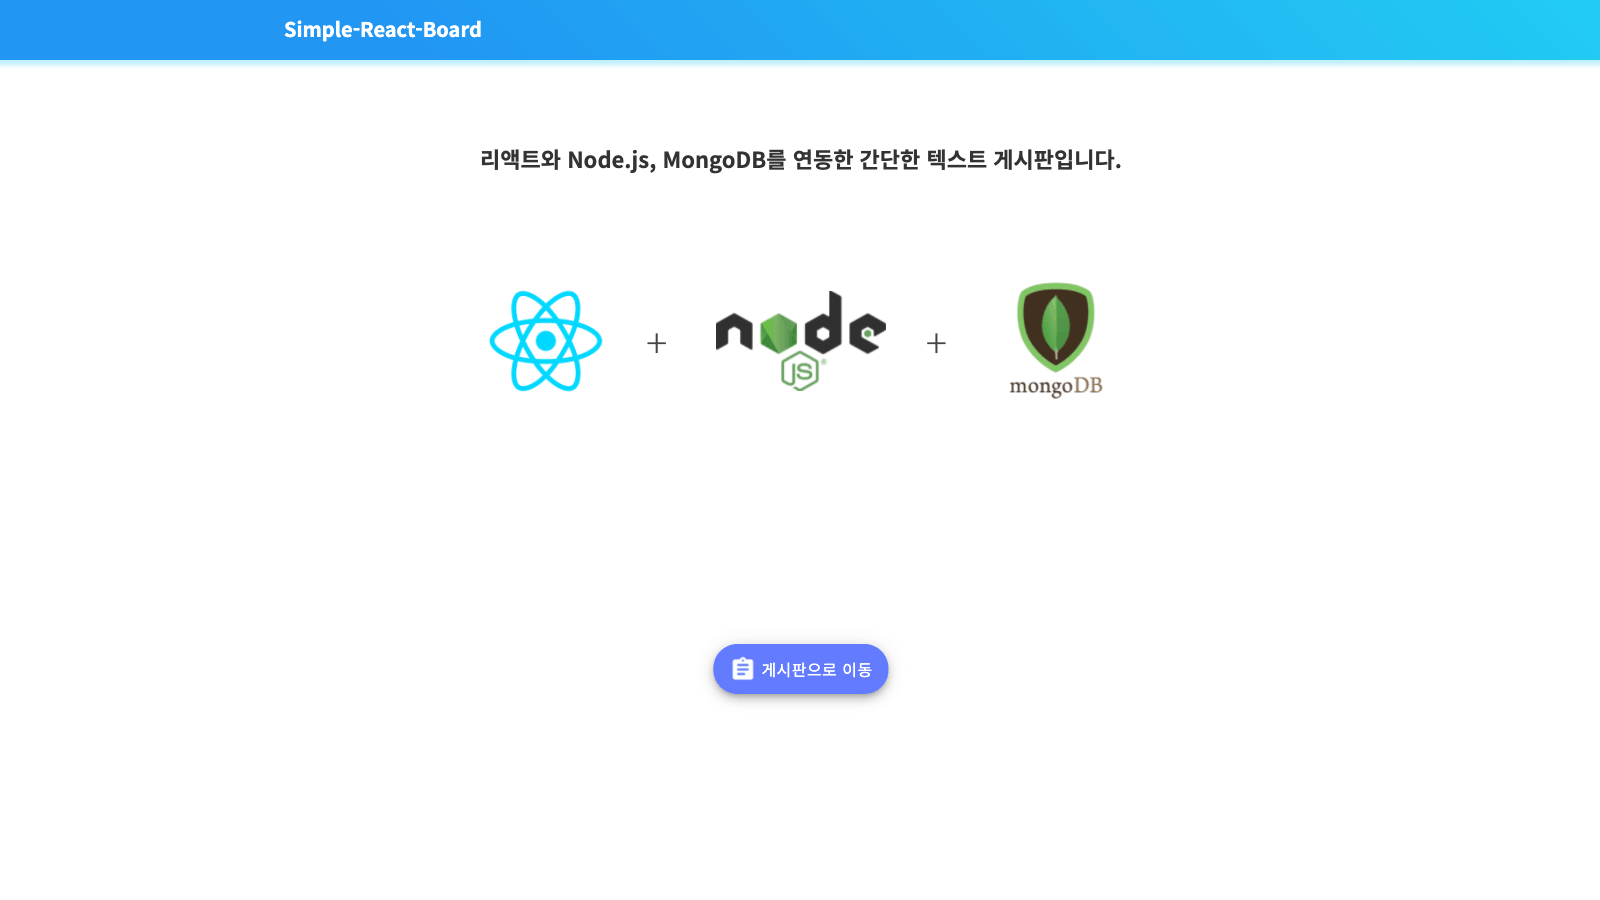 Simple-React-Board
리액트와 Node.js, MongoDB를 연동한 간단한 텍스트 게시판입니다.
+ node JS ® + mongoDB
게시판으로 이동